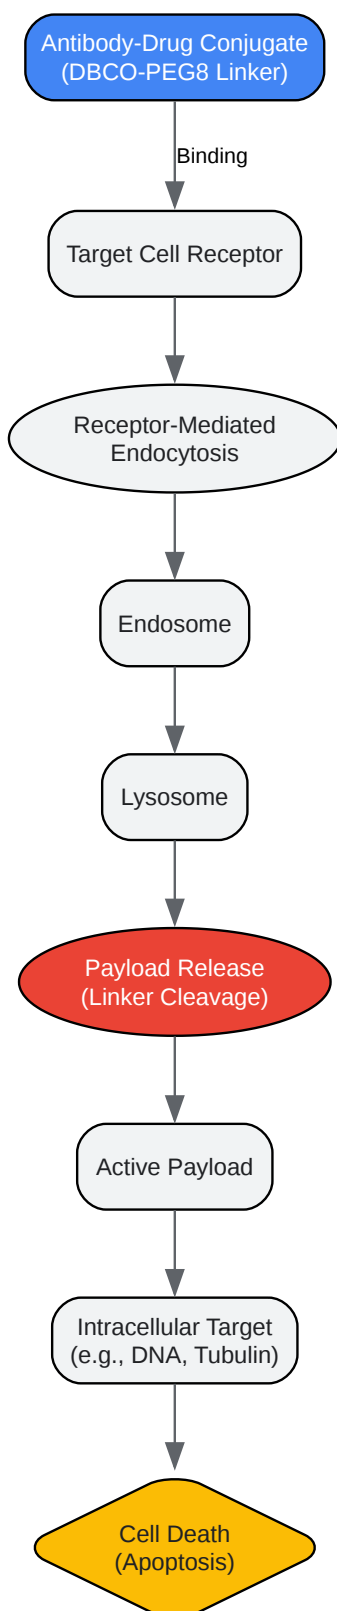 Antibody-Drug Conjugate
(DBCO-PEG8 Linker)
Binding
Target Cell Receptor
Receptor-Mediated
Endocytosis
Endosome
Lysosome
Payload Release
(Linker Cleavage)
Active Payload
Intracellular Target
(e.g., DNA, Tubulin)
Cell Death
(Apoptosis)